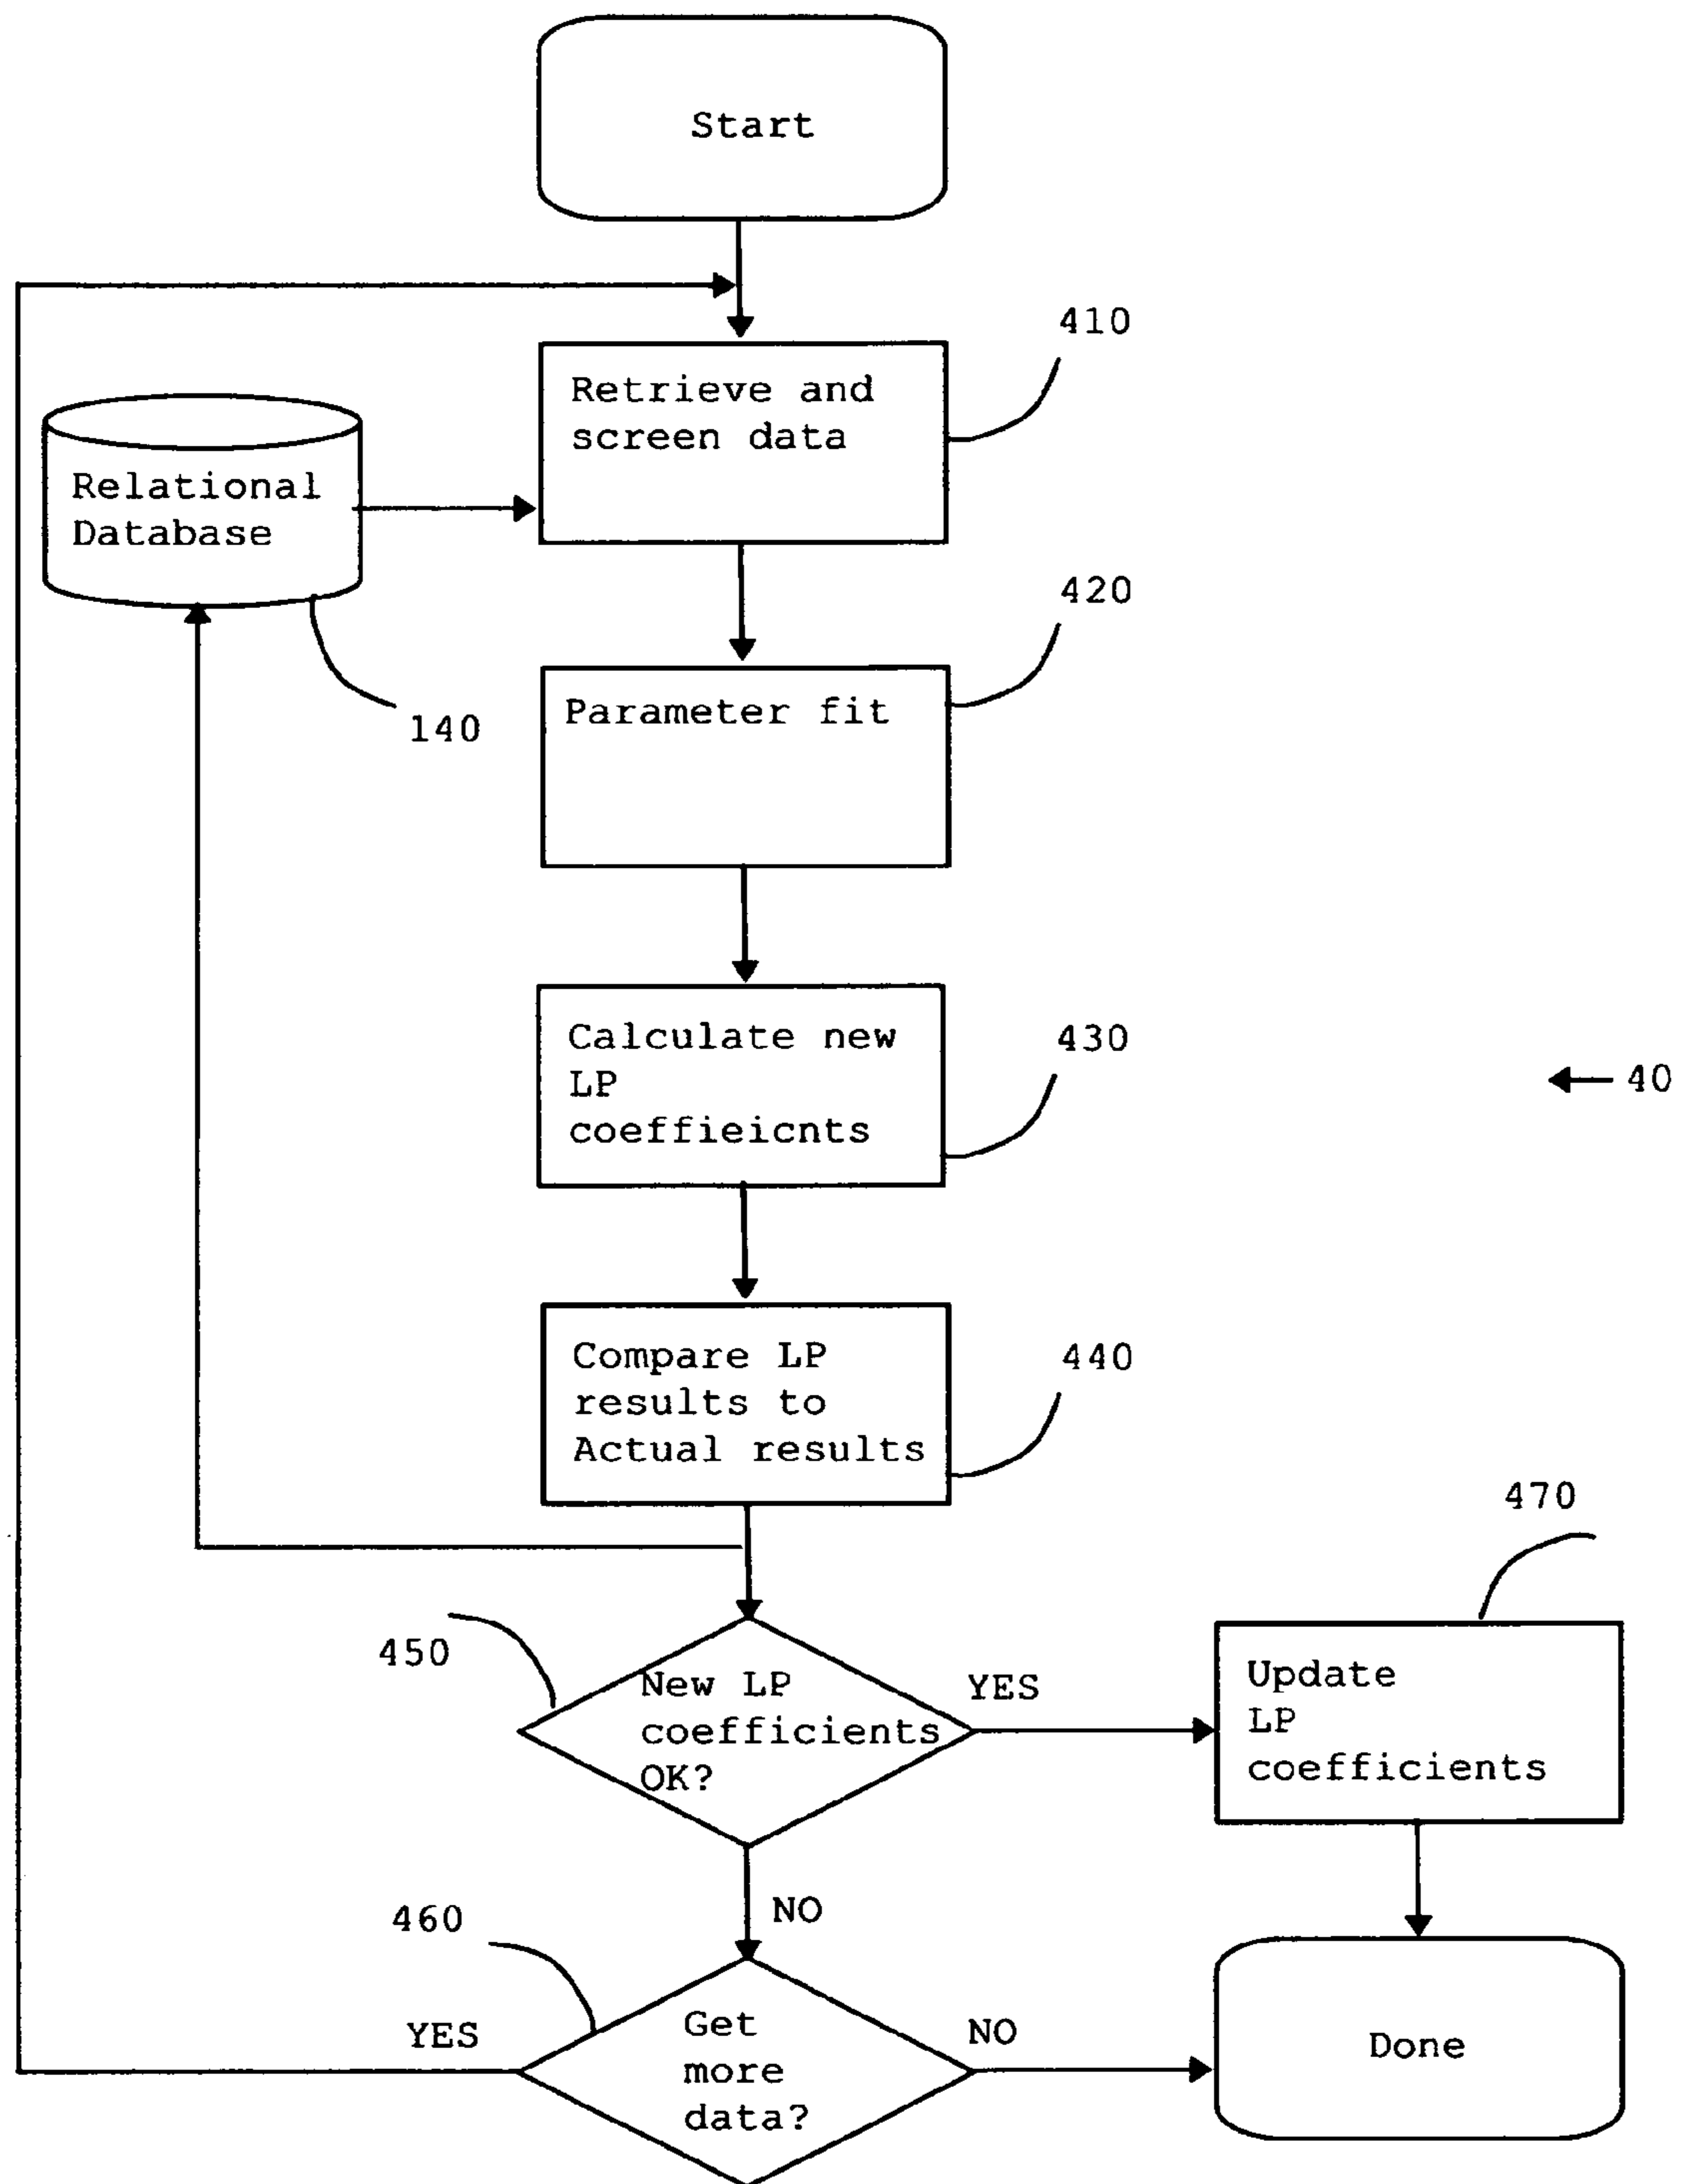 Start
410
Retrieve and
screen data
Relational
Database
140
420
Parameter fit
430
Calculate new
LP
coeffieicnts
40
440
Compare LP
results to
Actual results
450
New LP
coefficients
OK?
YES
NO
470
Update
LP
coefficients
460
Get
more
data?
YES
NO
Done